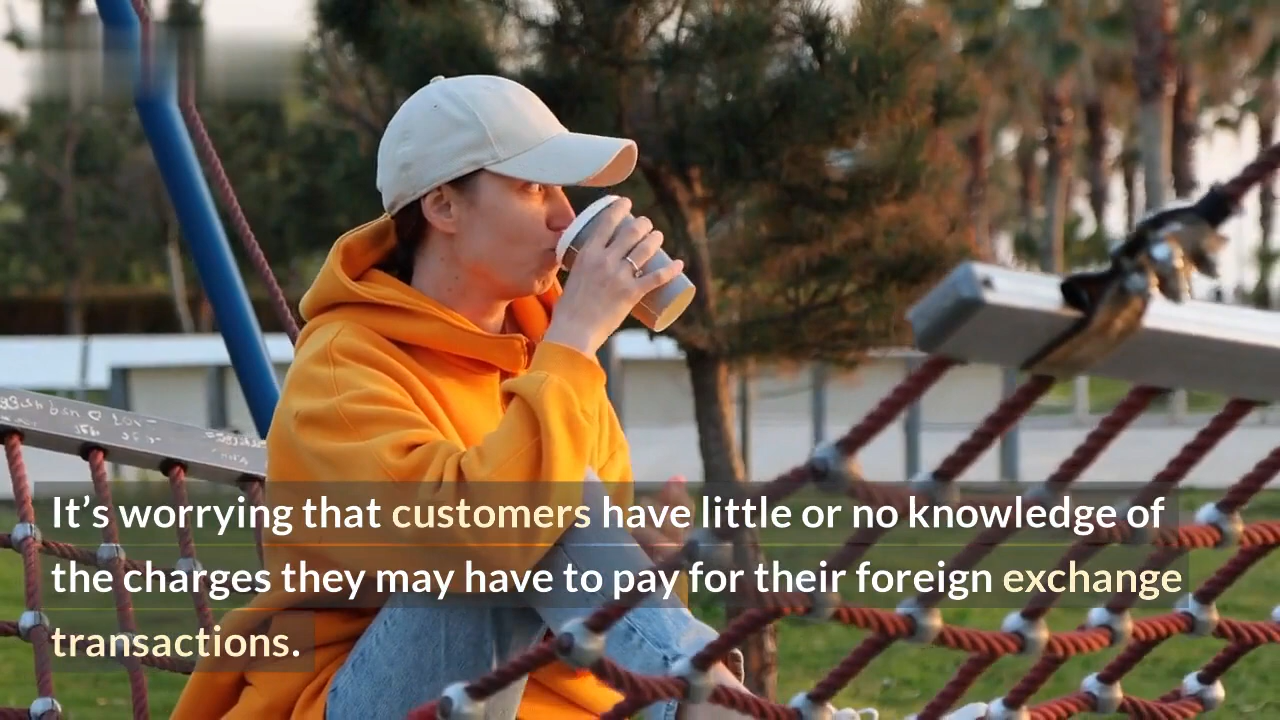 It’s worrying that customers have little or no knowledge of
the charges they may have to pay for their foreign exchange
transactions.